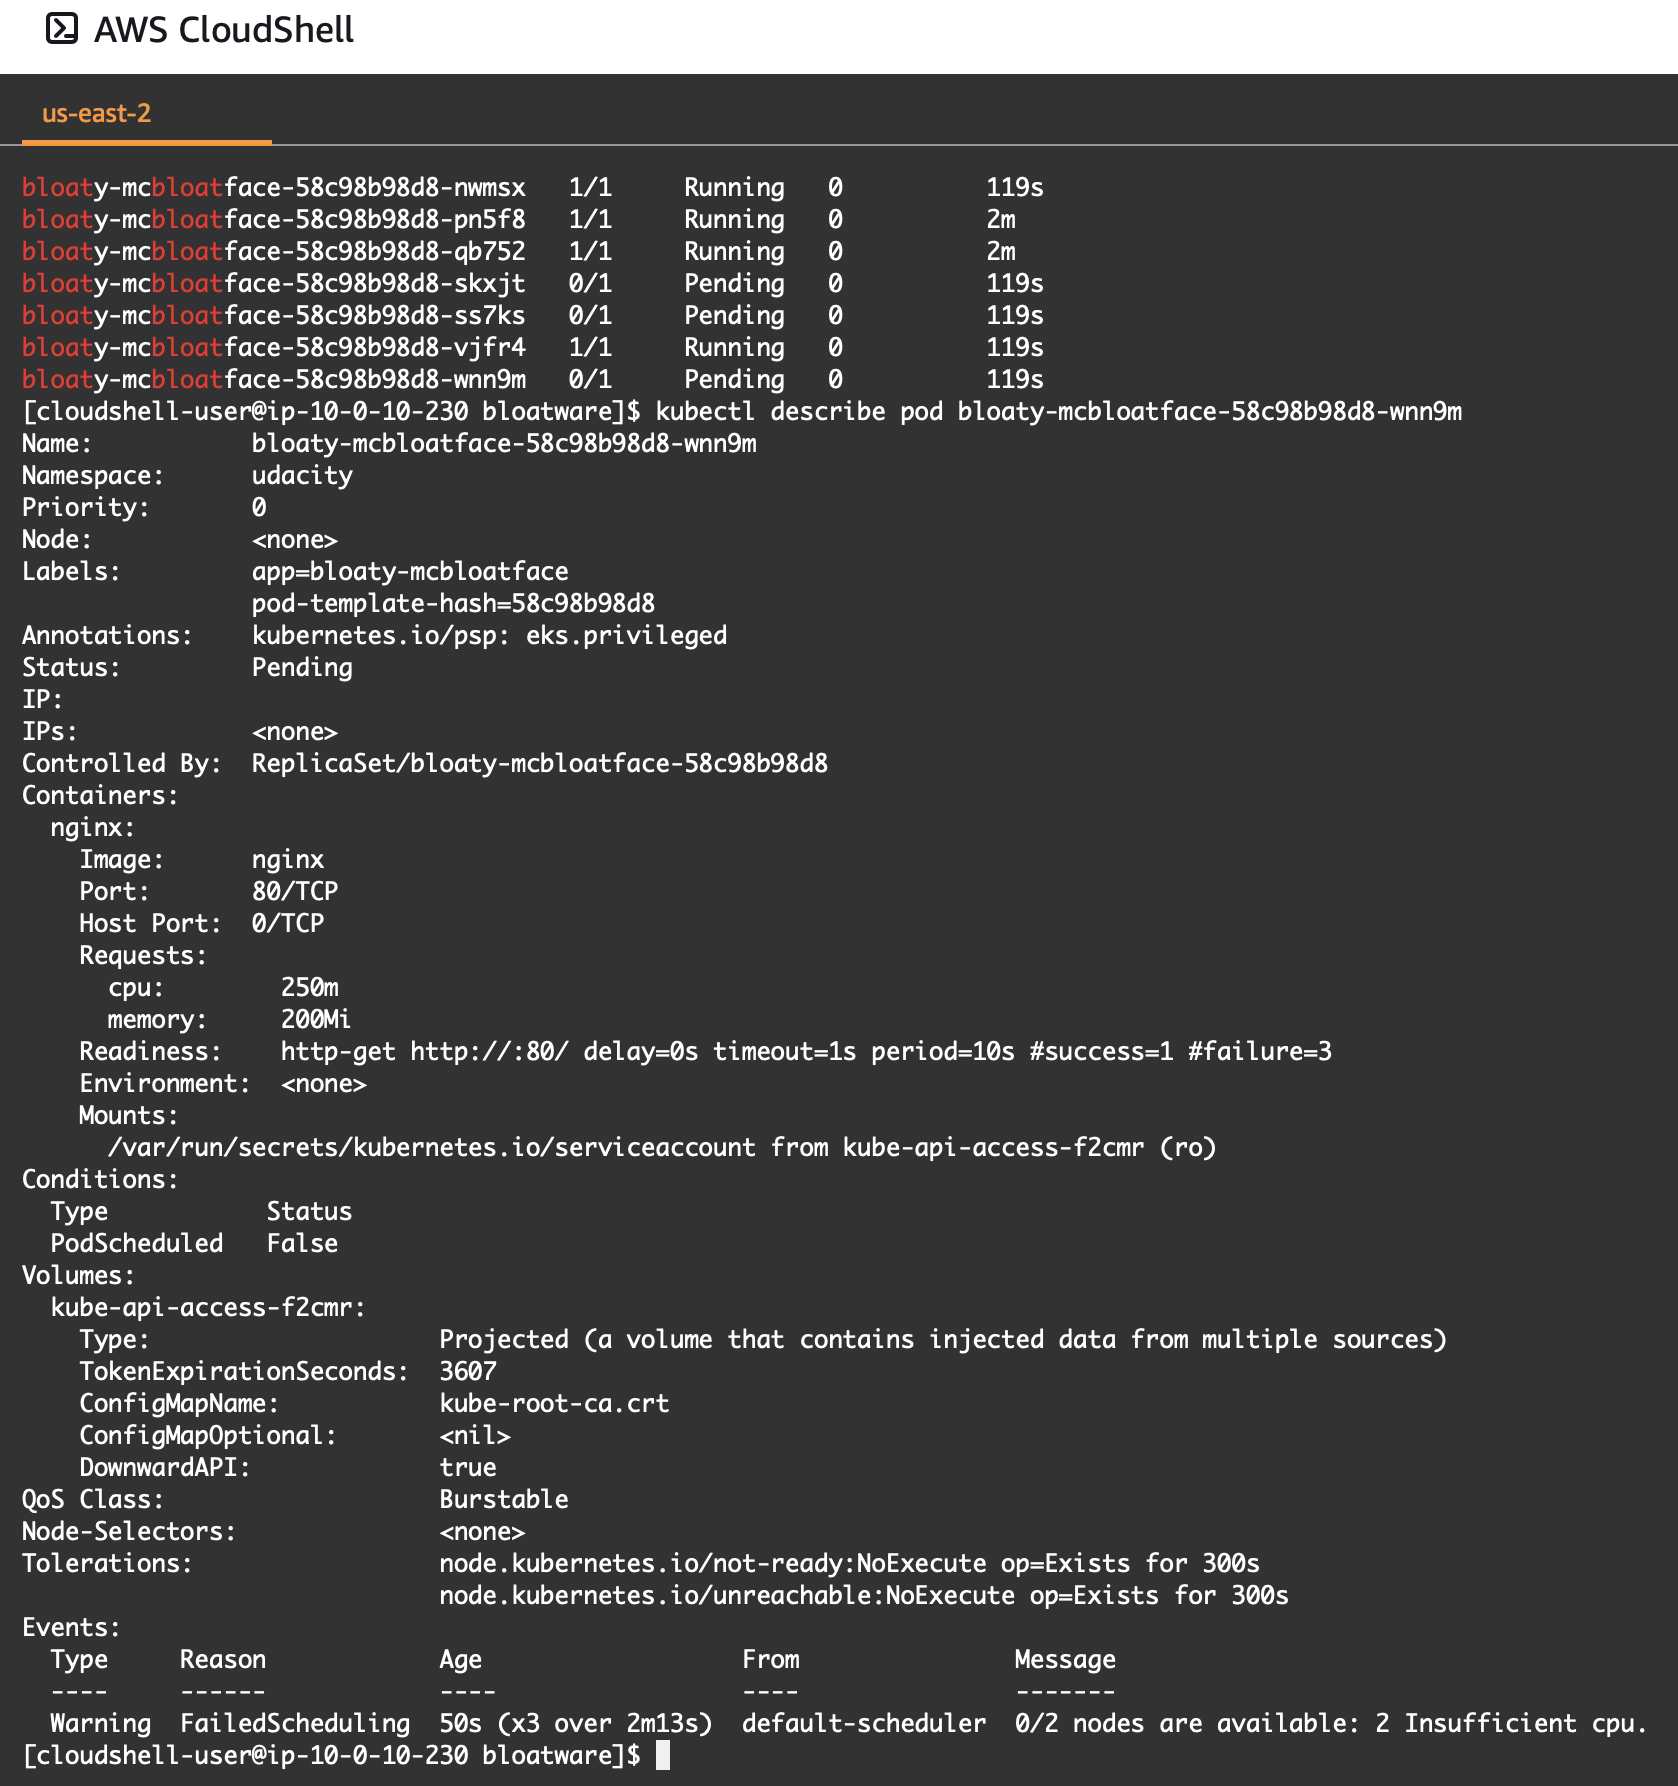 AWS CloudShell
us-east-2
bloaty-mcbloatface-58c98b98d8-nwmsx   1/1     Running   0          119s
bloaty-mcbloatface-58c98b98d8-pn5f8   1/1     Running   0          2m
bloaty-mcbloatface-58c98b98d8-qb752   1/1     Running   0          2m
bloaty-mcbloatface-58c98b98d8-skxjt   0/1     Pending   0          119s
bloaty-mcbloatface-58c98b98d8-ss7ks   0/1     Pending   0          119s
bloaty-mcbloatface-58c98b98d8-vjfr4   1/1     Running   0          119s
bloaty-mcbloatface-58c98b98d8-wnn9m   0/1     Pending   0          119s
[cloudshell-user@ip-10-0-10-230 bloatware]$ kubectl describe pod bloaty-mcbloatface-58c98b98d8-wnn9m
Name:           bloaty-mcbloatface-58c98b98d8-wnn9m
Namespace:      udacity
Priority:       0
Node:           <none>
Labels:         app=bloaty-mcbloatface
                pod-template-hash=58c98b98d8
Annotations:    kubernetes.io/psp: eks.privileged
Status:         Pending
IP:
IPs:            <none>
Controlled By:  ReplicaSet/bloaty-mcbloatface-58c98b98d8
Containers:
  nginx:
    Image:      nginx
    Port:       80/TCP
    Host Port:  0/TCP
    Requests:
      cpu:        250m
      memory:     200Mi
    Readiness:    http-get http://:80/ delay=0s timeout=1s period=10s #success=1 #failure=3
    Environment:  <none>
    Mounts:
      /var/run/secrets/kubernetes.io/serviceaccount from kube-api-access-f2cmr (ro)
Conditions:
  Type           Status
  PodScheduled   False
Volumes:
  kube-api-access-f2cmr:
    Type:                    Projected (a volume that contains injected data from multiple sources)
    TokenExpirationSeconds:  3607
    ConfigMapName:           kube-root-ca.crt
    ConfigMapOptional:       <nil>
    DownwardAPI:             true
QoS Class:                   Burstable
Node-Selectors:              <none>
Tolerations:                 node.kubernetes.io/not-ready:NoExecute op=Exists for 300s
                             node.kubernetes.io/unreachable:NoExecute op=Exists for 300s
Events:
  Type     Reason            Age                  From               Message
  ----     ------            ----                 ----               -------
  Warning  FailedScheduling  50s (x3 over 2m13s)  default-scheduler  0/2 nodes are available: 2 Insufficient cpu.
[cloudshell-user@ip-10-0-10-230 bloatware]$